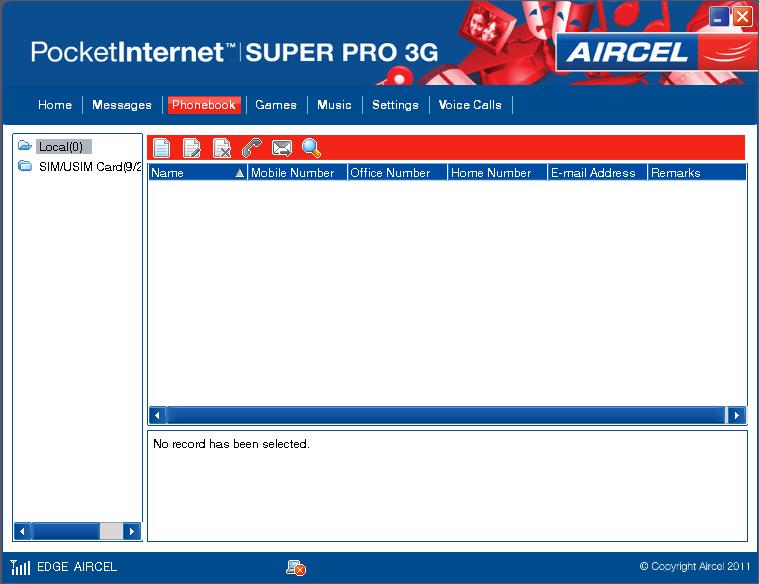 PocketInternet™ | SUPER PRO 3G
AIRCEL
Home Messages Phonebook Games Music Settings Voice Calls
Local(0)
SIM/USIM Card(9/2
Name Mobile Number Office Number Home Number E-mail Address Remarks
No record has been selected.
EDGE AIRCEL
© Copyright Aircel 2011